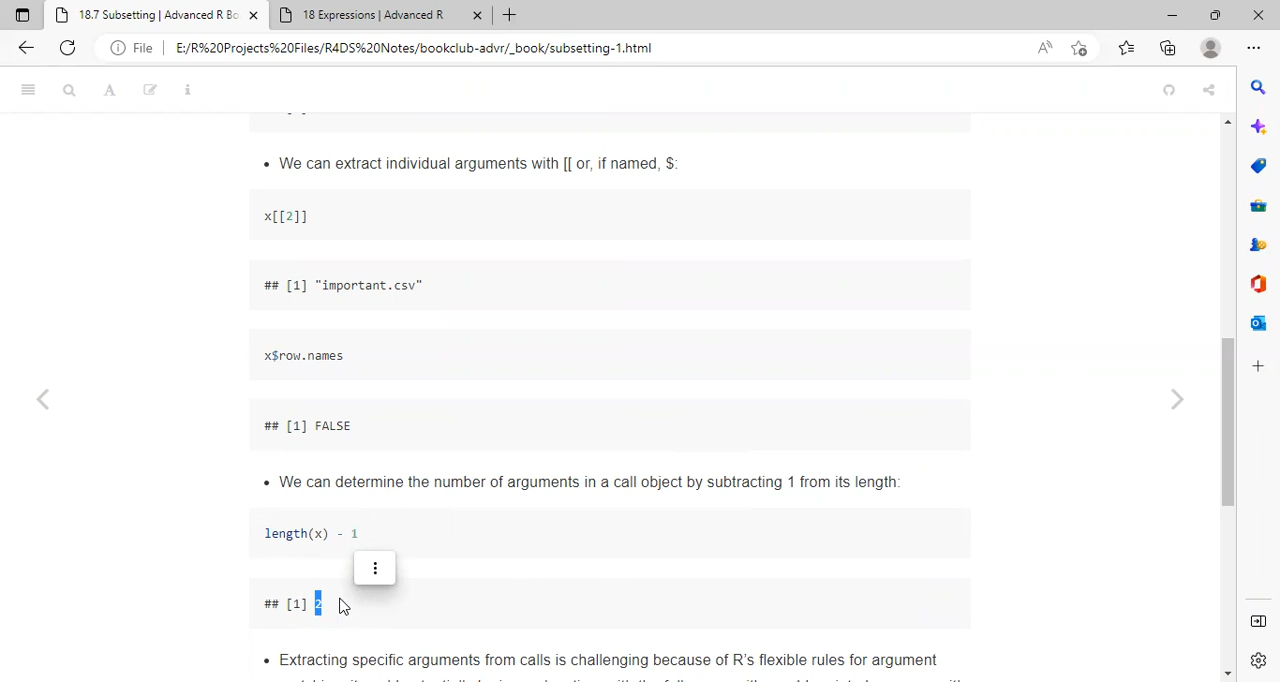 18.7 Subsetting | Advanced R Bo
18 Expressions | Advanced R
File
E:/R%20Projects%20Files/R4DS%20Notes/bookclub-advr/_book/subsetting-1.html
• We can extract individual arguments with [[ or, if named, $:
x[[2]]
## [1] "important.csv"
x$row.names
## [1] FALSE
• We can determine the number of arguments in a call object by subtracting 1 from its length:
length(x) - 1
## [1] 2
• Extracting specific arguments from calls is challenging because of R’s flexible rules for argument